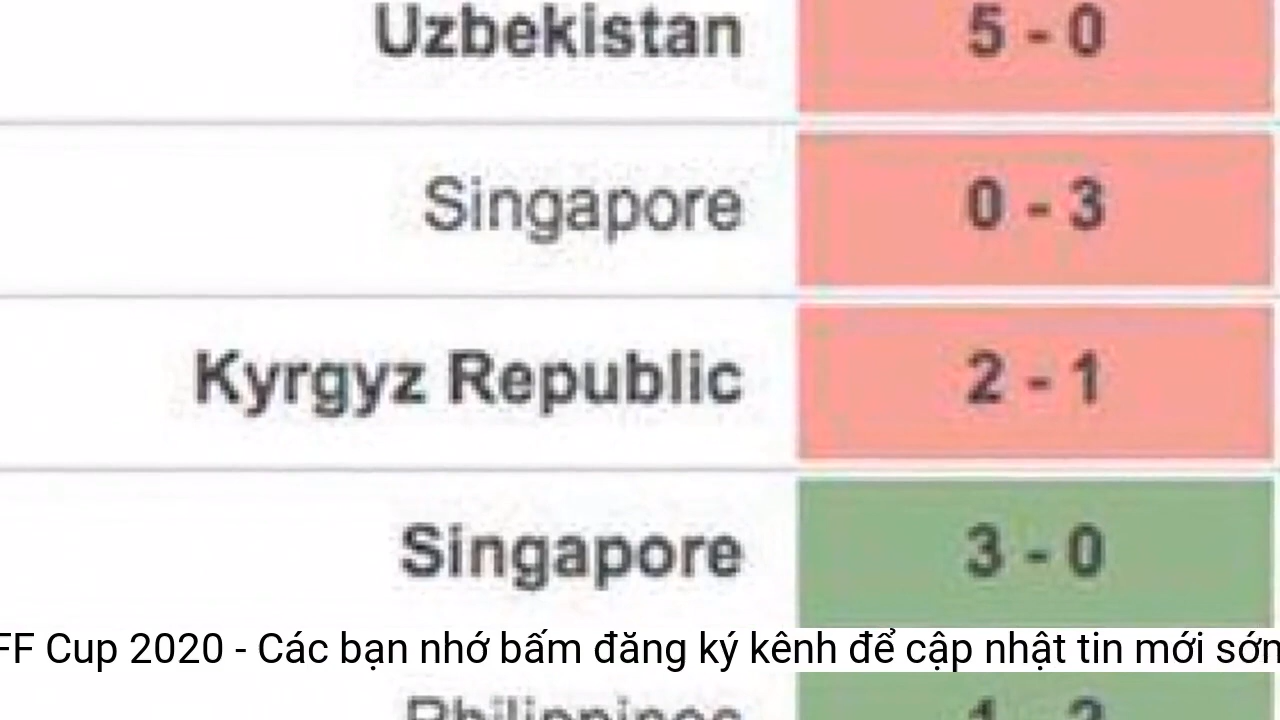 Uzbekistan 5 - 0
Singapore 0 - 3
Kyrgyz Republic 2 - 1
Singapore 3 - 0
FF Cup 2020 - Các bạn nhớ bấm đăng ký kênh để cập nhật tin mới sớm
Philippines 1 - 2